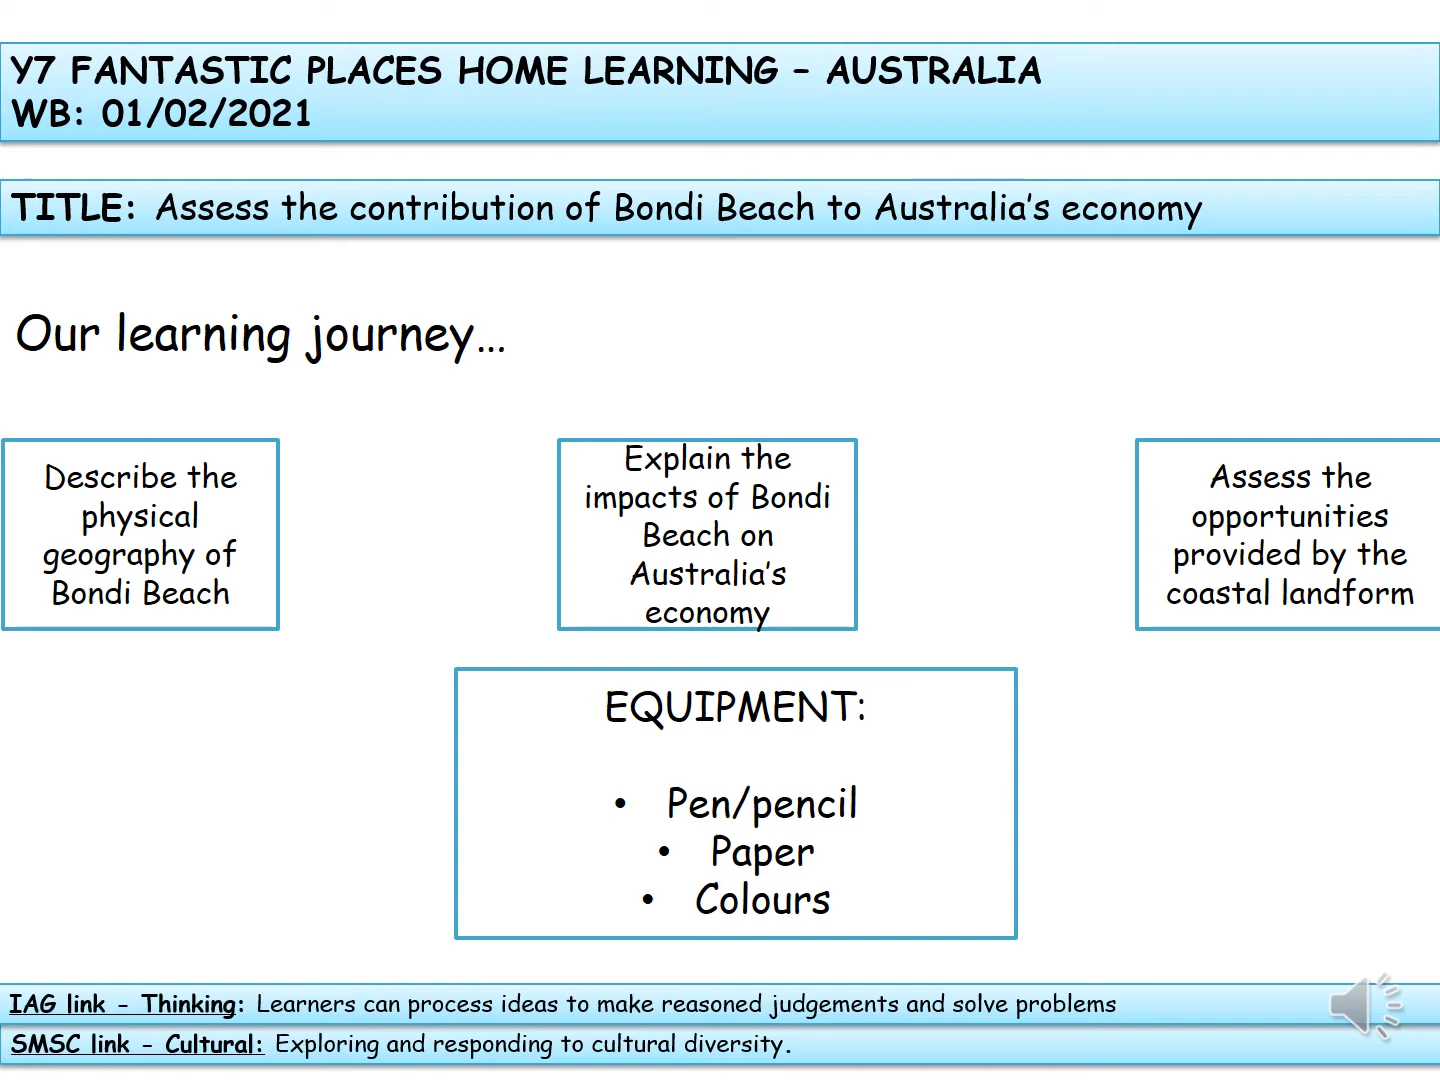 Y7 FANTASTIC PLACES HOME LEARNING – AUSTRALIA
WB: 01/02/2021
TITLE: Assess the contribution of Bondi Beach to Australia's economy
Our learning journey…
Describe the
physical
geography of
Bondi Beach
Explain the
impacts of Bondi
Beach on
Australia's
economy
Assess the
opportunities
provided by the
coastal landform
EQUIPMENT:
• Pen/pencil
• Paper
• Colours
IAG link - Thinking: Learners can process ideas to make reasoned judgements and solve problems
SMSC link - Cultural: Exploring and responding to cultural diversity.